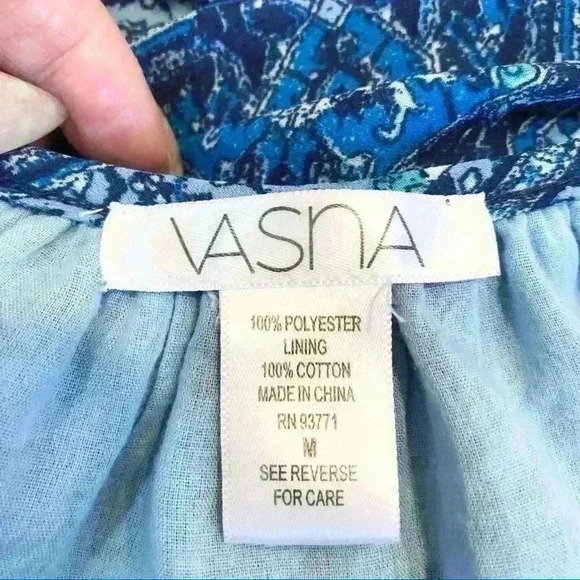 VASNA
100% POLYESTER
LINING
100% COTTON
MADE IN CHINA
RN 93771
M
SEE REVERSE
FOR CARE